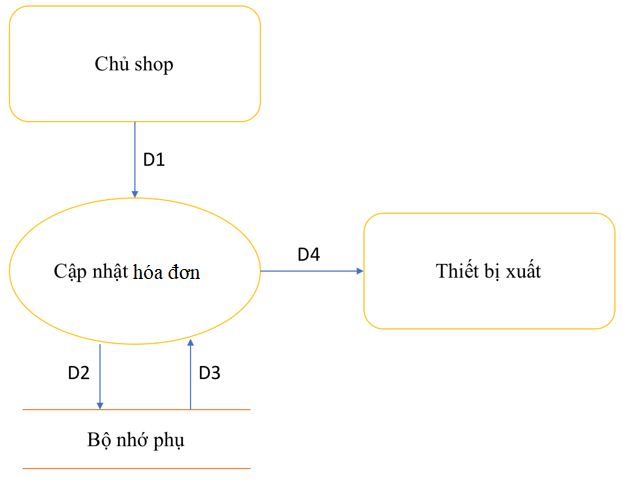 Chủ shop
D1
Cập nhật hóa đơn
D4
Thiết bị xuất
D2
D3
Bộ nhớ phụ